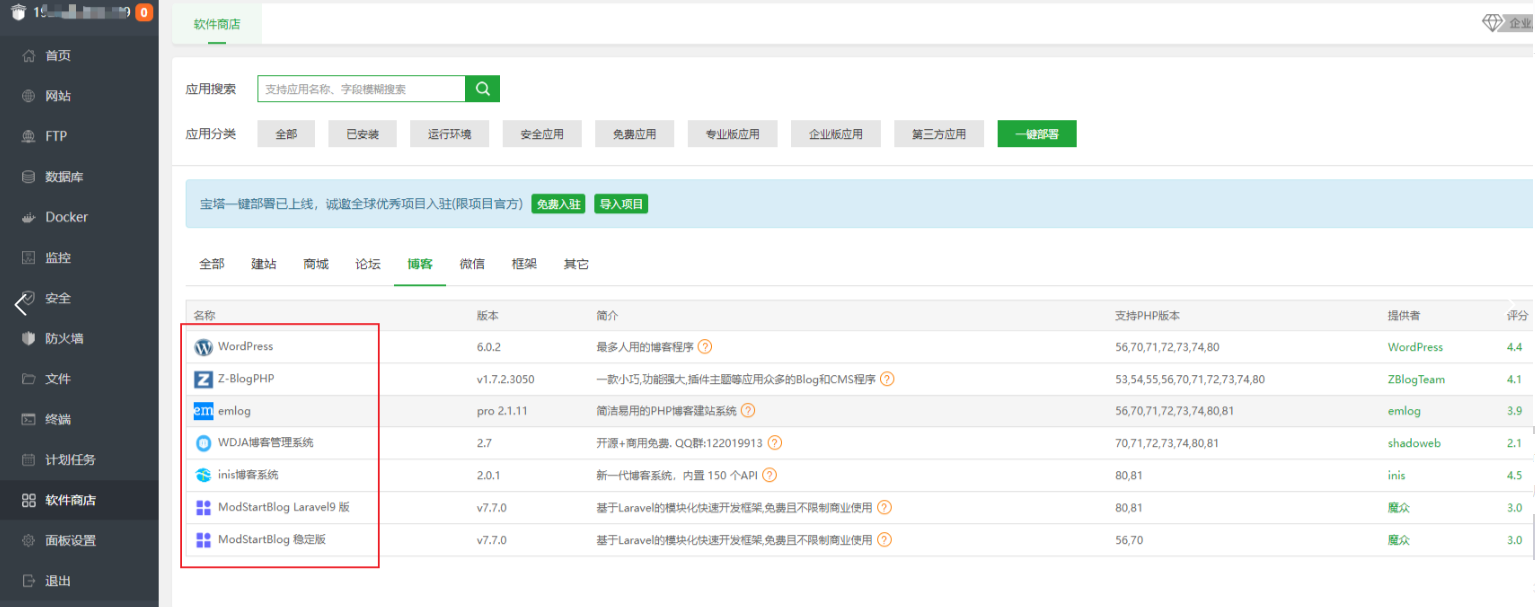 0
首页
网站
FTP
数据库
Docker
监控
安全
防火墙
文件
终端
计划任务
软件商店
面板设置
退出
软件商店
企业
应用搜索 支持应用名称、字段模糊搜索
应用分类 全部 已安装 运行环境 安全应用 免费应用 专业版应用 企业版应用 第三方应用 一键部署
宝塔一键部署已上线，诚邀全球优秀项目入驻(限项目官方) 免费入驻 导入项目
全部 建站 商城 论坛 博客 微信 框架 其它
名称 版本 简介 支持PHP版本 提供者 评分
WordPress 6.0.2 最多人用的博客程序 ? 56,70,71,72,73,74,80 WordPress 4.4
Z-BlogPHP v1.7.2.3050 一款小巧,功能强大,插件主题等应用众多的Blog和CMS程序 ? 53,54,55,56,70,71,72,73,74,80 ZBlogTeam 4.1
em emlog pro 2.1.11 简洁易用的PHP博客建站系统 ? 56,70,71,72,73,74,80,81 emlog 3.9
WDJA博客管理系统 2.7 开源+商用免费. QQ群:122019913 ? 70,71,72,73,74,80,81 shadoweb 2.1
inis博客系统 2.0.1 新一代博客系统，内置 150 个API ? 80,81 inis 4.5
ModStartBlog Laravel9 版 v7.7.0 基于Laravel的模块化快速开发框架,免费且不限制商业使用 ? 80,81 魔众 3.0
ModStartBlog 稳定版 v7.7.0 基于Laravel的模块化快速开发框架,免费且不限制商业使用 ? 56,70 魔众 3.0